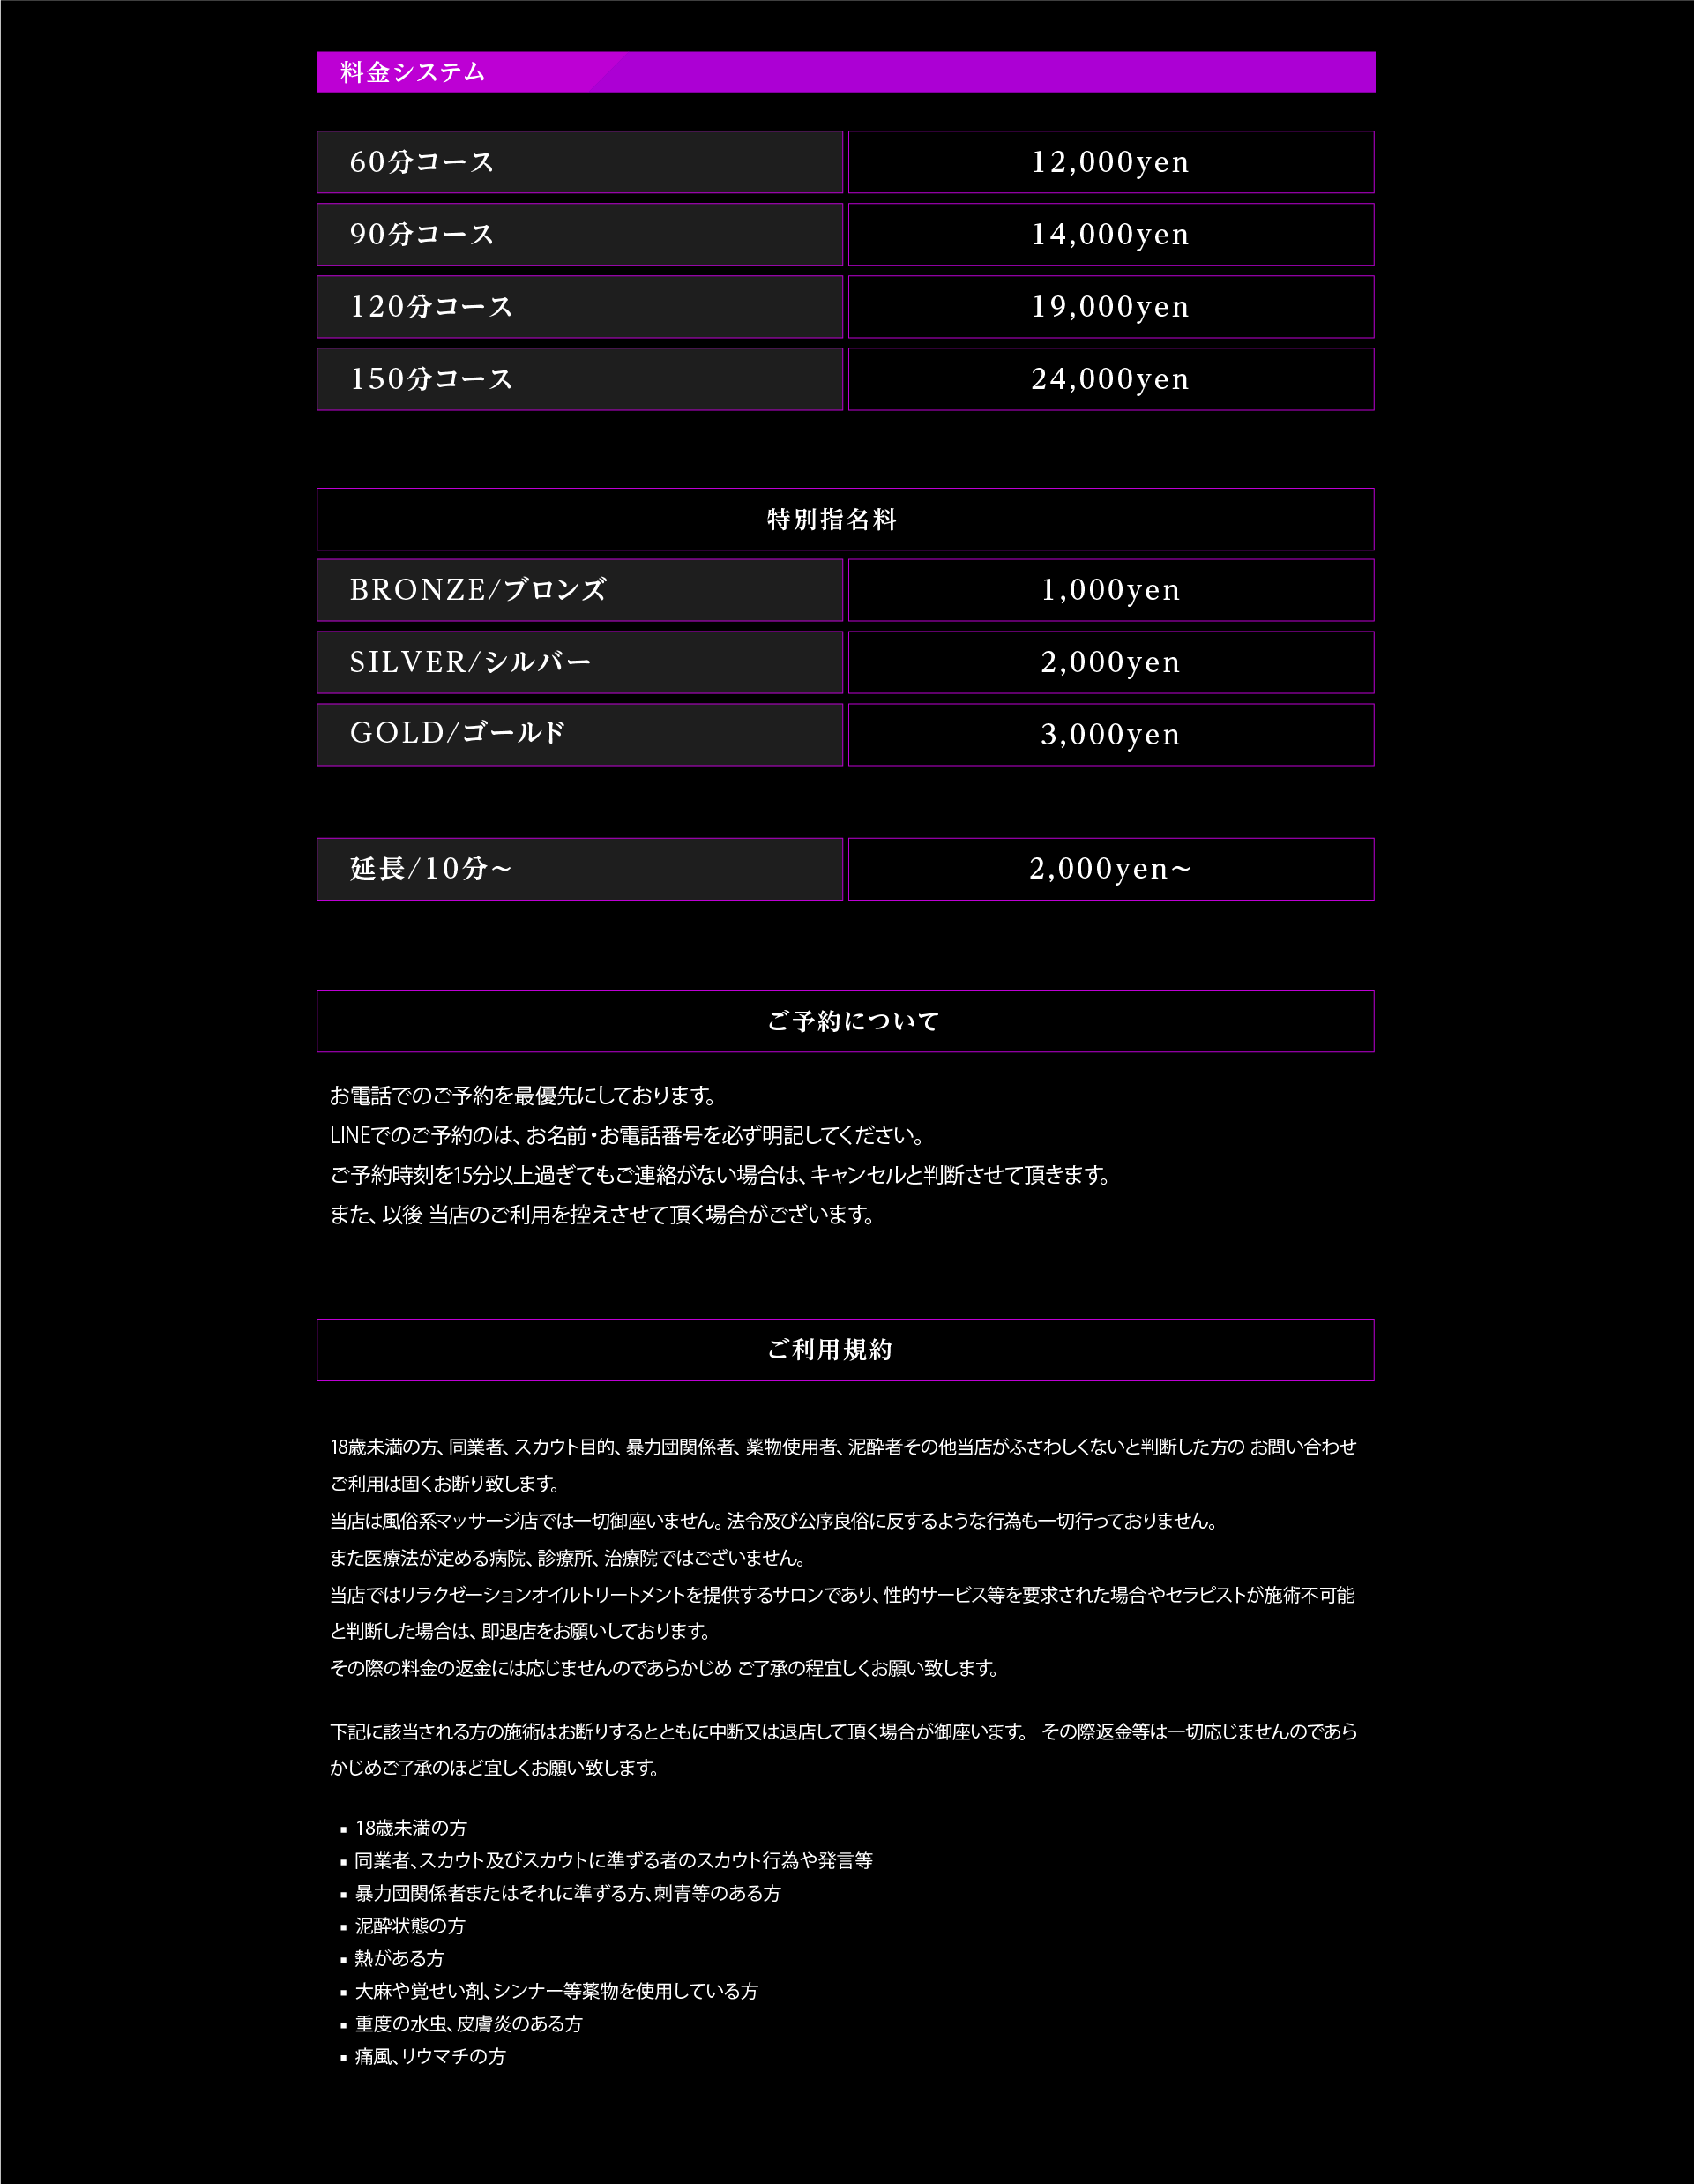 料金システム
60分コース 12,000yen
90分コース 14,000yen
120分コース 19,000yen
150分コース 24,000yen
特別指名料
BRONZE/ブロンズ 1,000yen
SILVER/シルバー 2,000yen
GOLD/ゴールド 3,000yen
延長/10分~ 2,000yen~
ご予約について
お電話でのご予約を最優先にしております。
LINEでのご予約のは、お名前・お電話番号を必ず明記してください。
ご予約時刻を15分以上過ぎてもご連絡がない場合は、キャンセルと判断させて頂きます。
また、以後 当店のご利用を控えさせて頂く場合がございます。
ご利用規約
18歳未満の方、同業者、スカウト目的、暴力団関係者、薬物使用者、泥酔者その他当店がふさわしくないと判断した方の お問い合わせ
ご利用は固くお断り致します。
当店は風俗系マッサージ店では一切御座いません。法令及び公序良俗に反するような行為も一切行っておりません。
また医療法が定める病院、診療所、治療院ではございません。
当店ではリラクゼーションオイルトリートメントを提供するサロンであり、性的サービス等を要求された場合やセラピストが施術不可能
と判断した場合は、即退店をお願いしております。
その際の料金の返金には応じませんのであらかじめ ご了承の程宜しくお願い致します。
下記に該当される方の施術はお断りするとともに中断又は退店して頂く場合が御座います。 その際返金等は一切応じませんのであら
かじめご了承のほど宜しくお願い致します。
▪ 18歳未満の方
▪ 同業者、スカウト及びスカウトに準ずる者のスカウト行為や発言等
▪ 暴力団関係者またはそれに準ずる方、刺青等のある方
▪ 泥酔状態の方
▪ 熱がある方
▪ 大麻や覚せい剤、シンナー等薬物を使用している方
▪ 重度の水虫、皮膚炎のある方
▪ 痛風、リウマチの方